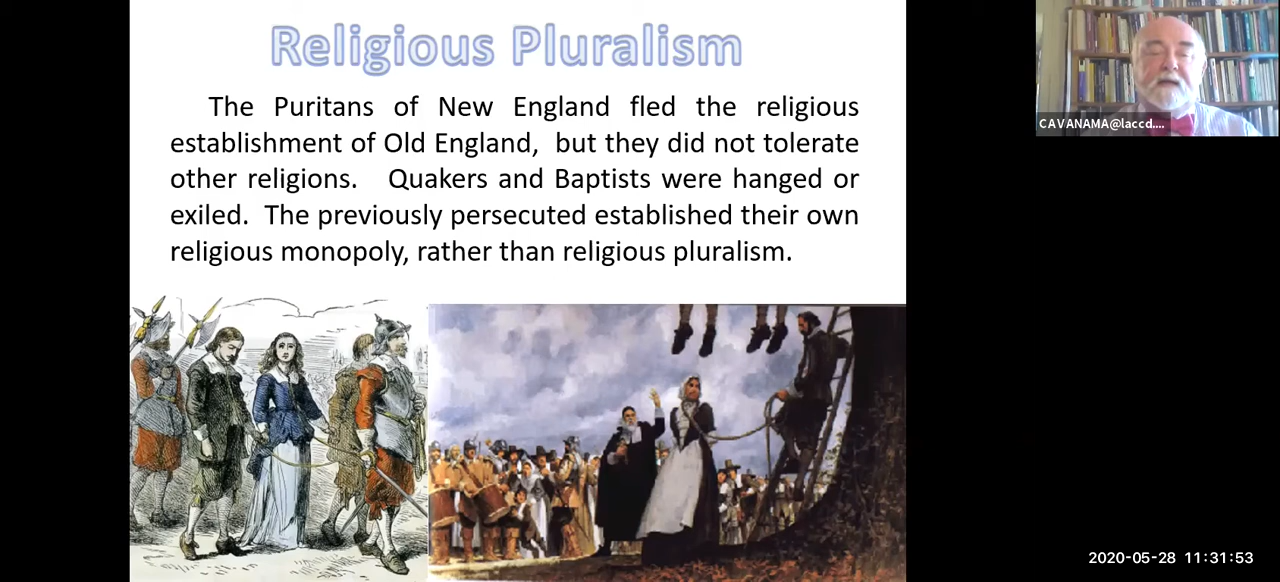 Religious Pluralism
The Puritans of New England fled the religious
establishment of Old England, but they did not tolerate
other religions. Quakers and Baptists were hanged or
exiled. The previously persecuted established their own
religious monopoly, rather than religious pluralism.
CAVANAMA@laccd....
2020-05-28 11:31:53